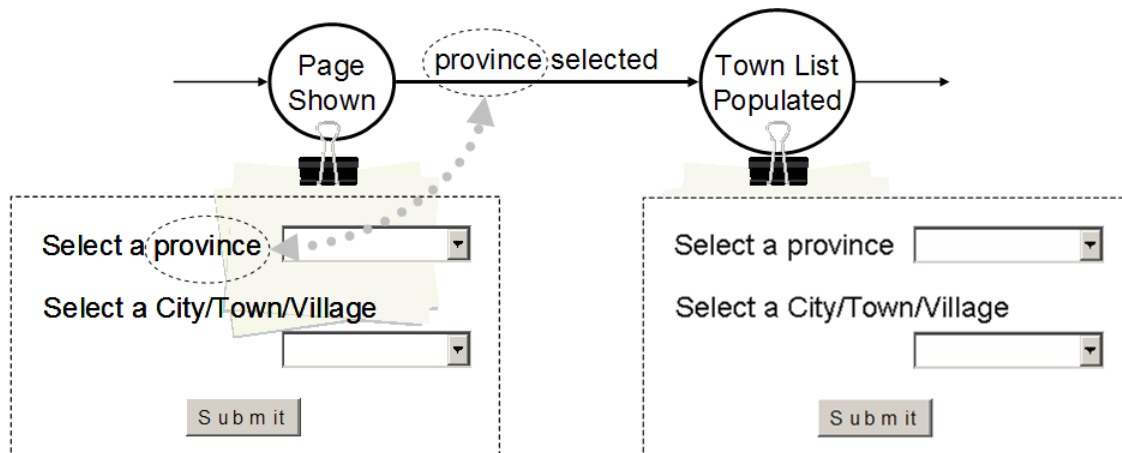 Page
Shown
province selected
Town List
Populated
Select a province
Select a City/Town/Village
Submit
Select a province
Select a City/Town/Village
Submit